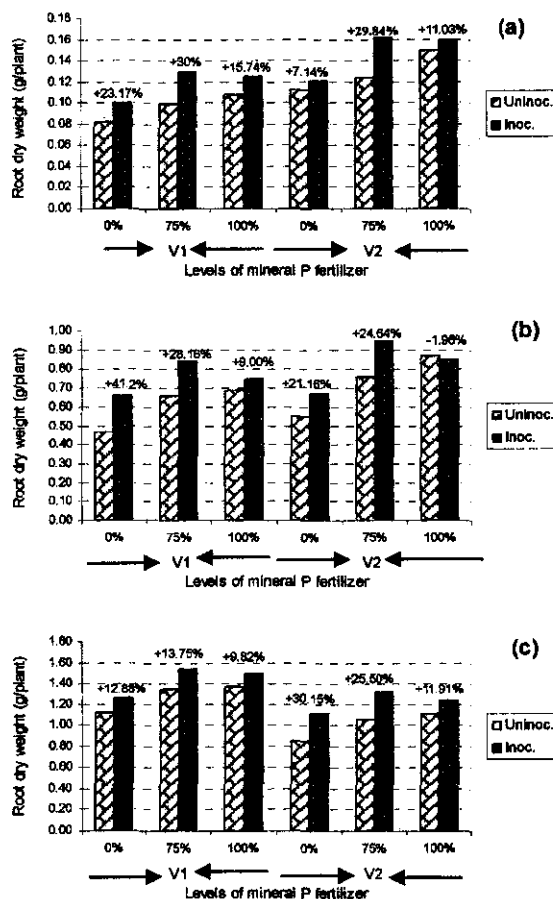 (a)
Root dry weight (g/plant)
0.18
0.16
0.14
0.12
0.10
0.08
0.06
0.04
0.02
0.00
+23.17%
+30%
+15.74%
+7.14%
+29.84%
+11.03%
Uninoc.
Inoc.
0% 75% 100% 0% 75% 100%
V1 V2
Levels of mineral P fertilizer
(b)
Root dry weight (g/plant)
1.00
0.90
0.80
0.70
0.60
0.50
0.40
0.30
0.20
0.10
0.00
+41.2%
+28.16%
+9.00%
+21.16%
+24.64%
-1.96%
Uninoc.
Inoc.
0% 75% 100% 0% 75% 100%
V1 V2
Levels of mineral P fertilizer
(c)
Root dry weight (g/plant)
1.80
1.60
1.40
1.20
1.00
0.80
0.60
0.40
0.20
0.00
+13.75%
+9.82%
+30.15%
+25.50%
+11.91%
Uninoc.
Inoc.
0% 75% 100% 0% 75% 100%
V1 V2
Levels of mineral P fertilizer